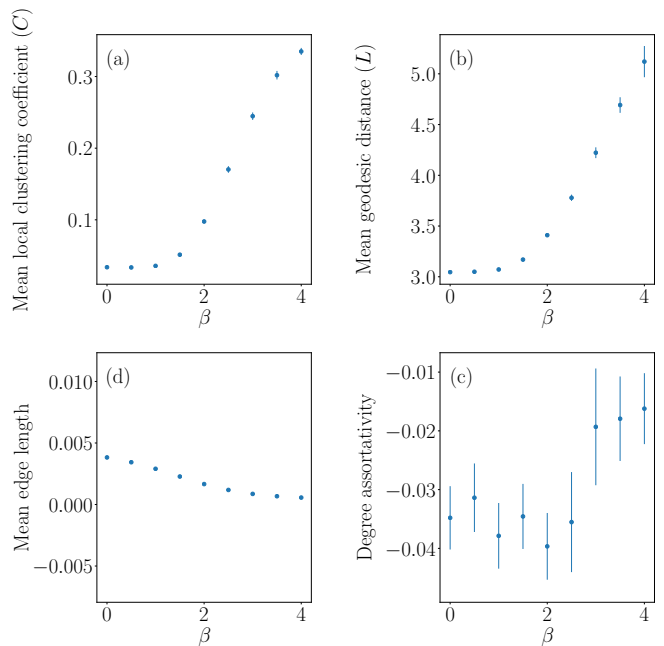 Mean local clustering coefficient (C)
(a)
0.3
0.2
0.1
0 2 4
β
Mean geodesic distance (L)
(b)
5.0
4.5
4.0
3.5
3.0
0 2 4
β
Mean edge length
(d)
0.010
0.005
0.000
−0.005
0 2 4
β
Degree assortativity
(c)
−0.01
−0.02
−0.03
−0.04
0 2 4
β